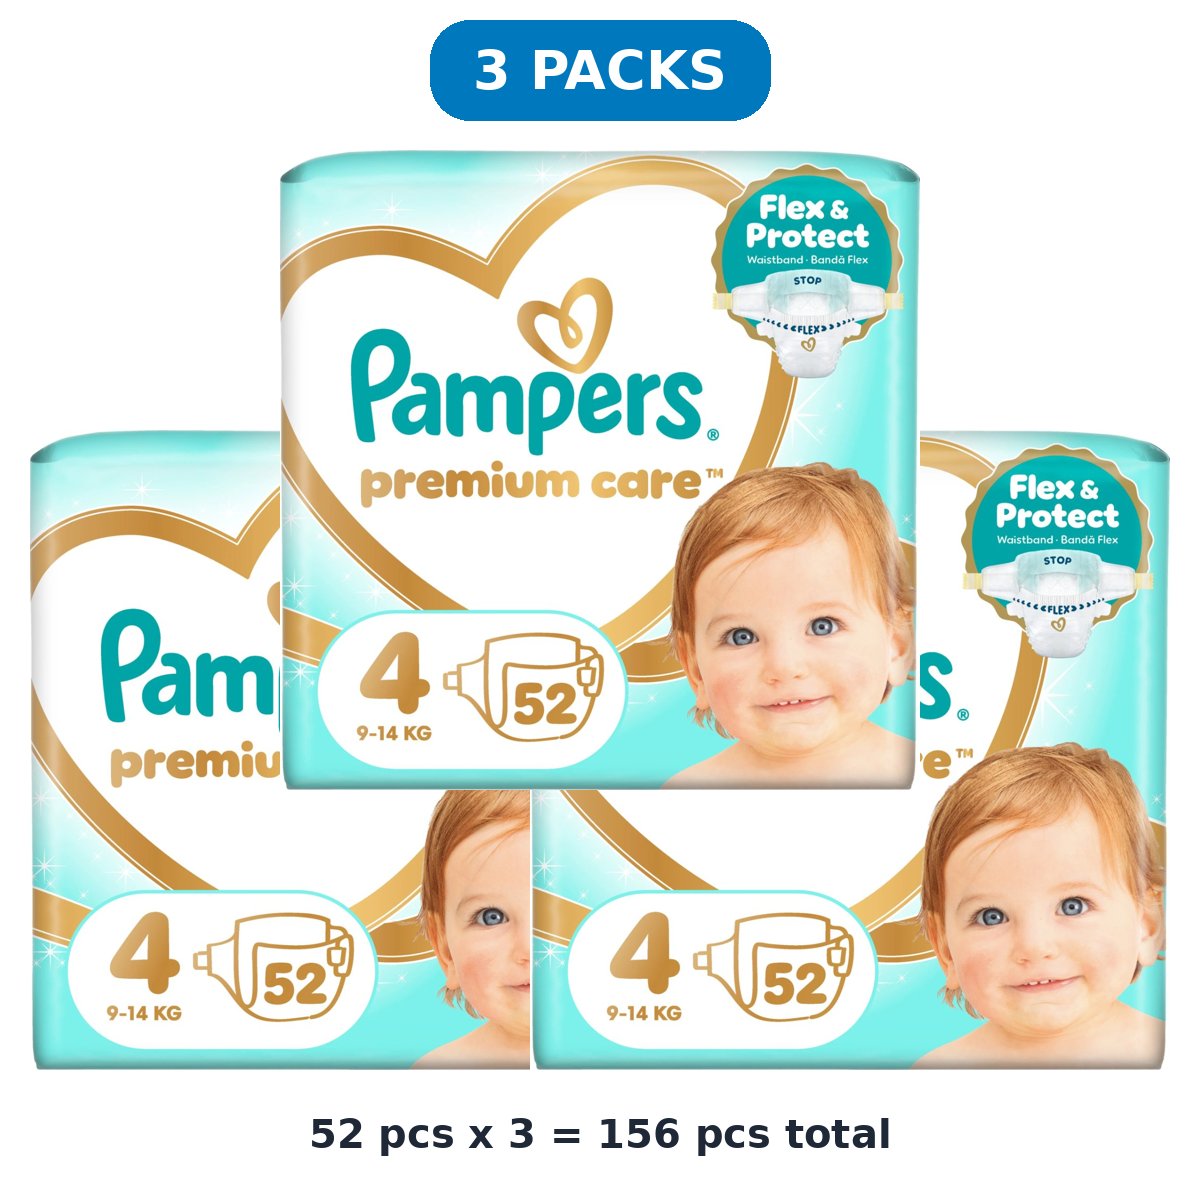 3 PACKS
Flex &
Protect
Waistband · Bandă Flex
STOP
FLEX
Pampers®
premium care™
4
52
9-14 KG
Flex &
Protect
Waistband · Bandă Flex
STOP
FLEX
Pam
premiu
4
52
9-14 KG
s®
e™
4
52
9-14 KG
52 pcs x 3 = 156 pcs total